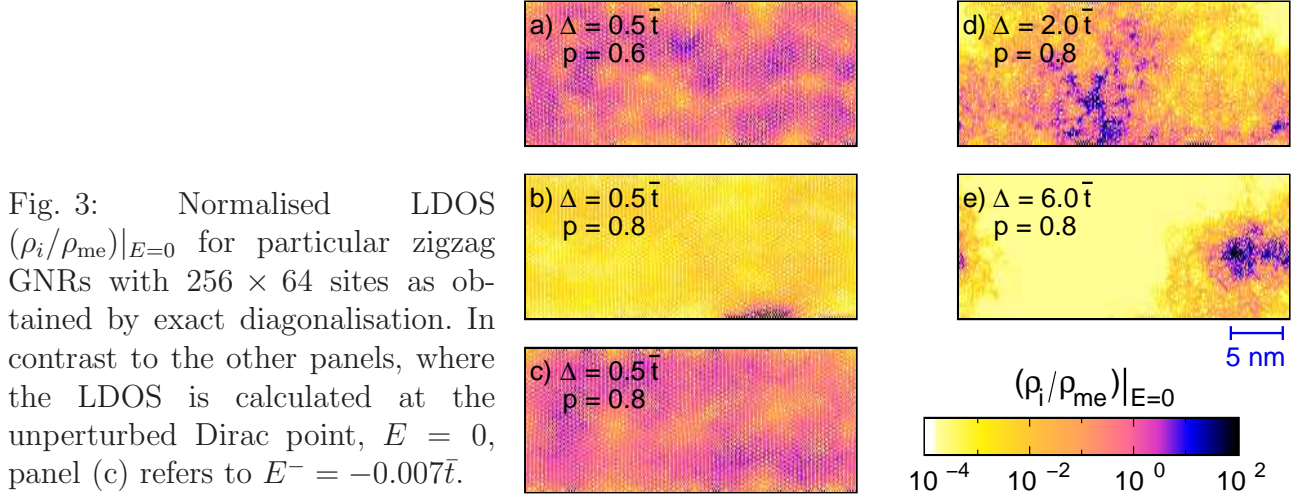 Fig. 3: Normalised LDOS
(ρᵢ/ρₘₑ)|E=0 for particular zigzag
GNRs with 256 × 64 sites as ob-
tained by exact diagonalisation. In
contrast to the other panels, where
the LDOS is calculated at the
unperturbed Dirac point, E = 0,
panel (c) refers to E⁻ = −0.007t̄.
a) Δ = 0.5 t̄
p = 0.6
b) Δ = 0.5 t̄
p = 0.8
c) Δ = 0.5 t̄
p = 0.8
d) Δ = 2.0 t̄
p = 0.8
e) Δ = 6.0 t̄
p = 0.8
5 nm
(ρᵢ/ρₘₑ)|E=0
10⁻⁴ 10⁻² 10⁰ 10²